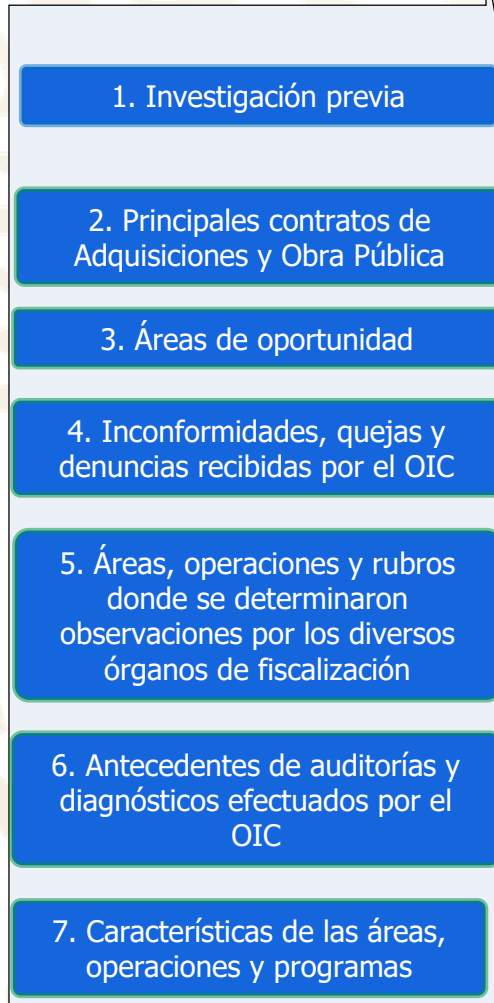 1. Investigación previa
2. Principales contratos de
Adquisiciones y Obra Pública
3. Áreas de oportunidad
4. Inconformidades, quejas y
denuncias recibidas por el OIC
5. Áreas, operaciones y rubros
donde se determinaron
observaciones por los diversos
órganos de fiscalización
6. Antecedentes de auditorías y
diagnósticos efectuados por el
OIC
7. Características de las áreas,
operaciones y programas